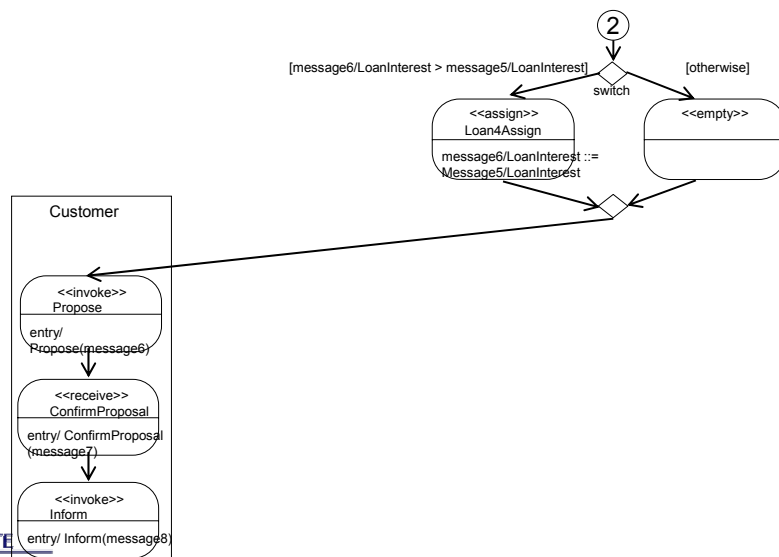 2
[message6/LoanInterest > message5/LoanInterest]
[otherwise]
switch
<<assign>>
Loan4Assign
message6/LoanInterest ::=
Message5/LoanInterest
<<empty>>
Customer
<<invoke>>
Propose
entry/
Propose(message6)
<<receive>>
ConfirmProposal
entry/ ConfirmProposal
(message7)
<<invoke>>
Inform
entry/ Inform(message8)